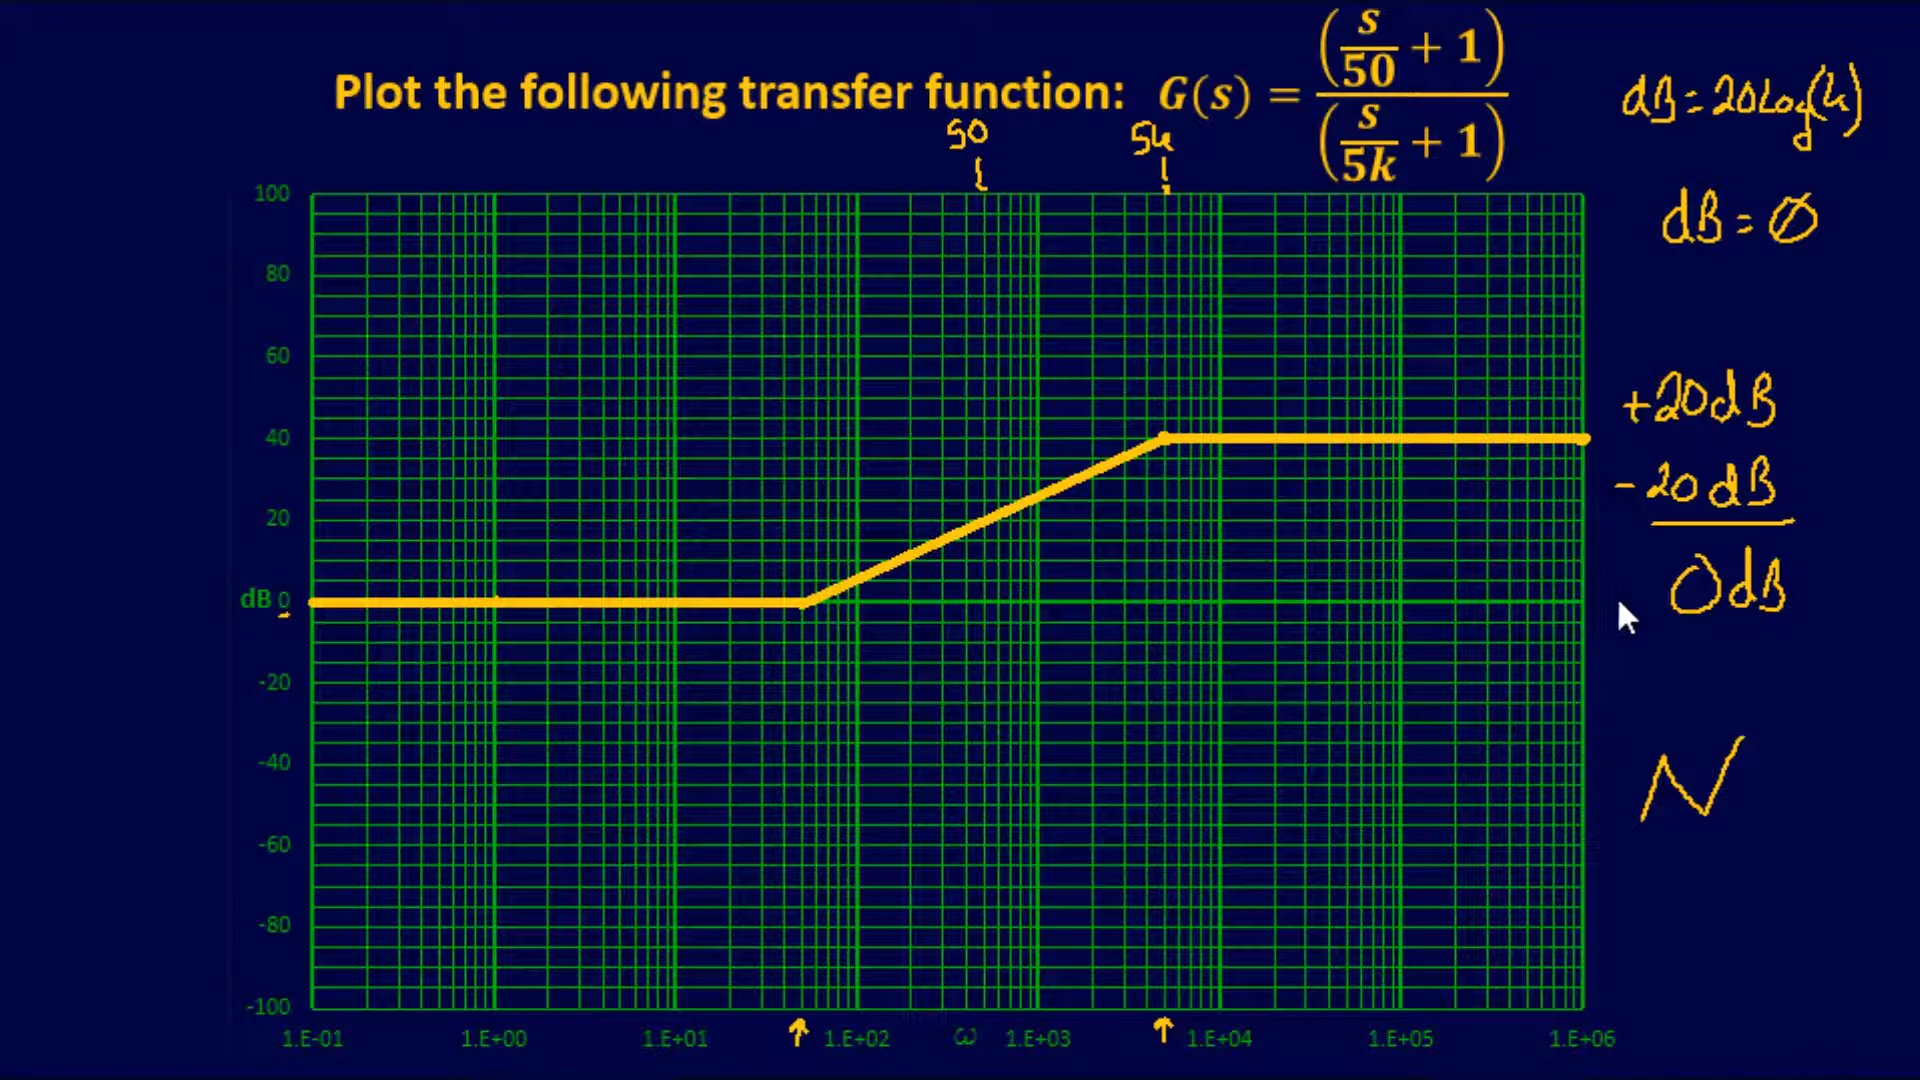 Plot the following transfer function: G(s) = (s/50 + 1) / (s/5k + 1)
dB = 20Log(k)
50
5k
dB = Ø
100
80
60
40
20
dB 0
-20
-40
-60
-80
-100
+20dB
-20dB
0dB
1.E-01 1.E+00 1.E+01 1.E+02 ω 1.E+03 1.E+04 1.E+05 1.E+06